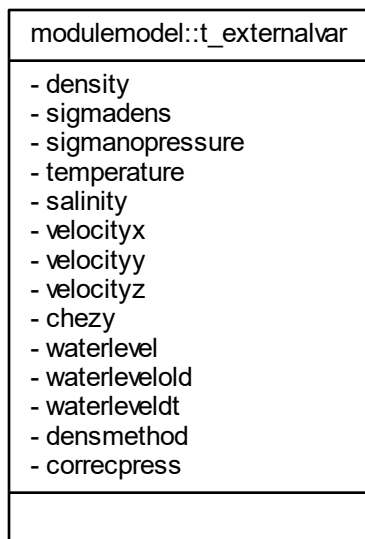 modulemodel::t_externalvar
- density
- sigmadens
- sigmanopressure
- temperature
- salinity
- velocityx
- velocityy
- velocityz
- chezy
- waterlevel
- waterlevelold
- waterleveldt
- densmethod
- correcpress